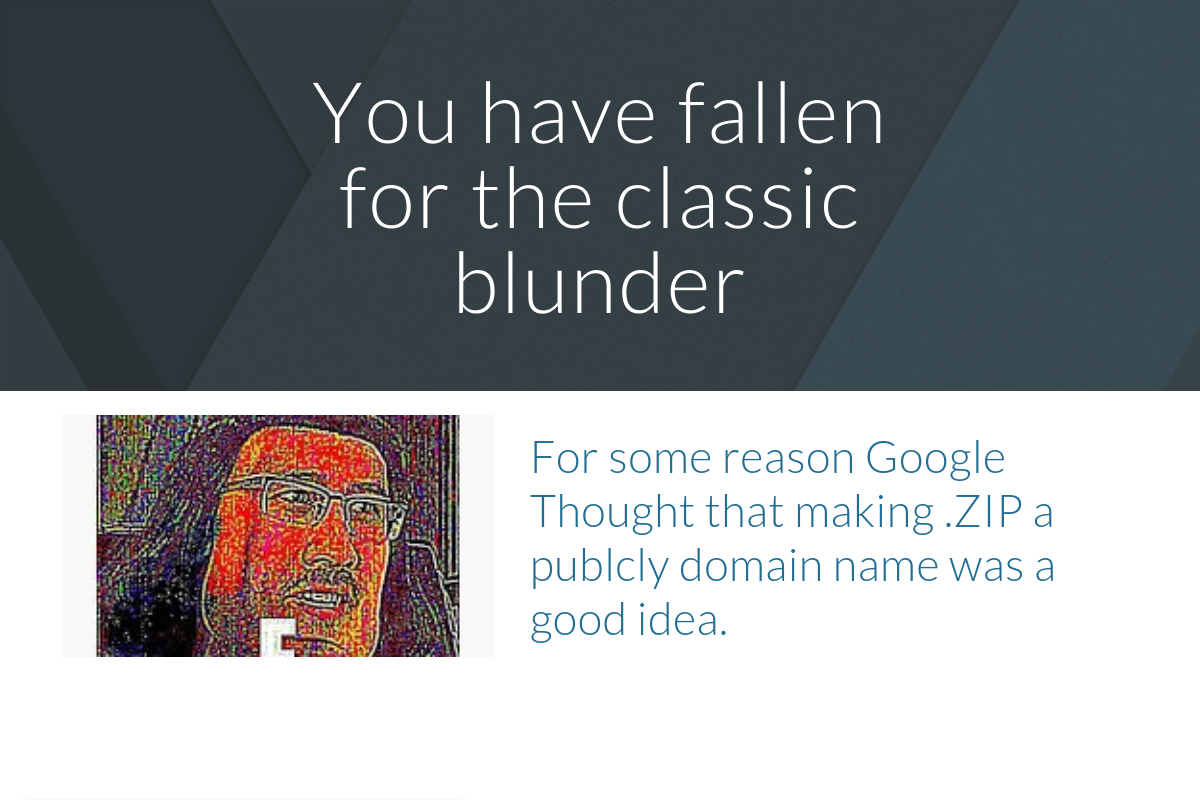 You have fallen
for the classic
blunder
For some reason Google
Thought that making .ZIP a
publcly domain name was a
good idea.
E